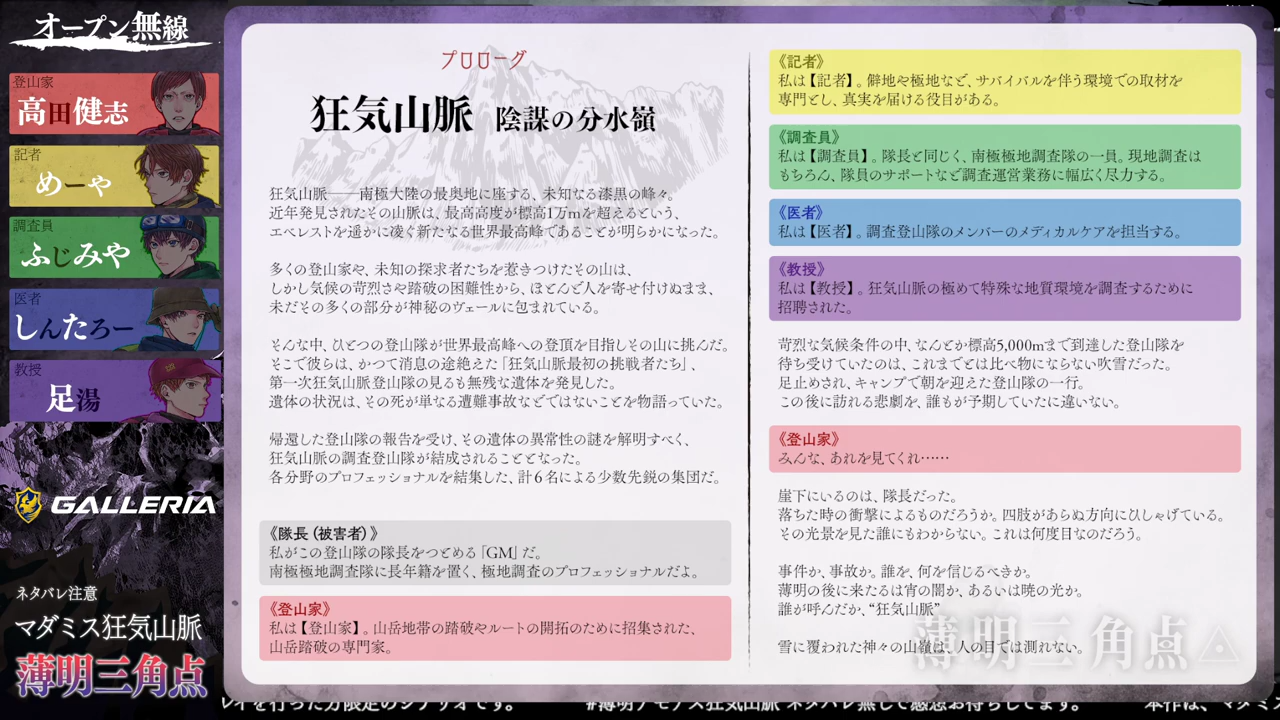 オープン無線
登山家
高田健志
記者
めーや
調査員
ふじみや
医者
しんたろー
教授
足湯
GALLERIA
ネタバレ注意
マダミス狂気山脈
薄明三角点
プロローグ
狂気山脈 陰謀の分水嶺
狂気山脈――南極大陸の最奥地に座する、未知なる漆黒の峰々。
近年発見されたその山脈は、最高高度が標高1万mを超えるという、
エベレストを遥かに凌ぐ新たなる世界最高峰であることが明らかになった。
多くの登山家や、未知の探求者たちを惹きつけたその山は、
しかし気候の苛烈さや踏破の困難性から、ほとんど人を寄せ付けぬまま、
未だその多くの部分が神秘のヴェールに包まれている。
そんな中、ひとつの登山隊が世界最高峰への登頂を目指しその山に挑んだ。
そこで彼らは、かつて消息の途絶えた「狂気山脈最初の挑戦者たち」、
第一次狂気山脈登山隊の見るも無残な遺体を発見した。
遺体の状況は、その死が単なる遭難事故などではないことを物語っていた。
帰還した登山隊の報告を受け、その遺体の異常性の謎を解明すべく、
狂気山脈の調査登山隊が結成されることとなった。
各分野のプロフェッショナルを結集した、計6名による少数先鋭の集団だ。
《隊長(被害者)》
私がこの登山隊の隊長をつとめる「GM」だ。
南極極地調査隊に長年籍を置く、極地調査のプロフェッショナルだよ。
《登山家》
私は【登山家】。山岳地帯の踏破やルートの開拓のために招集された、
山岳踏破の専門家。
《記者》
私は【記者】。僻地や極地など、サバイバルを伴う環境での取材を
専門とし、真実を届ける役目がある。
《調査員》
私は【調査員】。隊長と同じく、南極極地調査隊の一員。現地調査は
もちろん、隊員のサポートなど調査運営業務に幅広く尽力する。
《医者》
私は【医者】。調査登山隊のメンバーのメディカルケアを担当する。
《教授》
私は【教授】。狂気山脈の極めて特殊な地質環境を調査するために
招聘された。
苛烈な気候条件の中、なんとか標高5,000mまで到達した登山隊を
待ち受けていたのは、これまでとは比べ物にならない吹雪だった。
足止めされ、キャンプで朝を迎えた登山隊の一行。
この後に訪れる悲劇を、誰もが予期していたに違いない。
《登山家》
みんな、あれを見てくれ……
崖下にいるのは、隊長だった。
落ちた時の衝撃によるものだろうか。四肢があらぬ方向にひしゃげている。
その光景を見た誰にもわからない。これは何度目なのだろう。
事件か、事故か。誰を、何を信じるべきか。
薄明の後に来たるは宵の闇か、あるいは暁の光か。
誰が呼んだか、“狂気山脈”
雪に覆われた神々の山嶺は、人の目では測れない。
薄明三角点
レイを行った方限定のシナリオです。 #薄明アモアス狂気山脈 ネタバレ無しで感想お待ちしてます。 本作は、マダミス